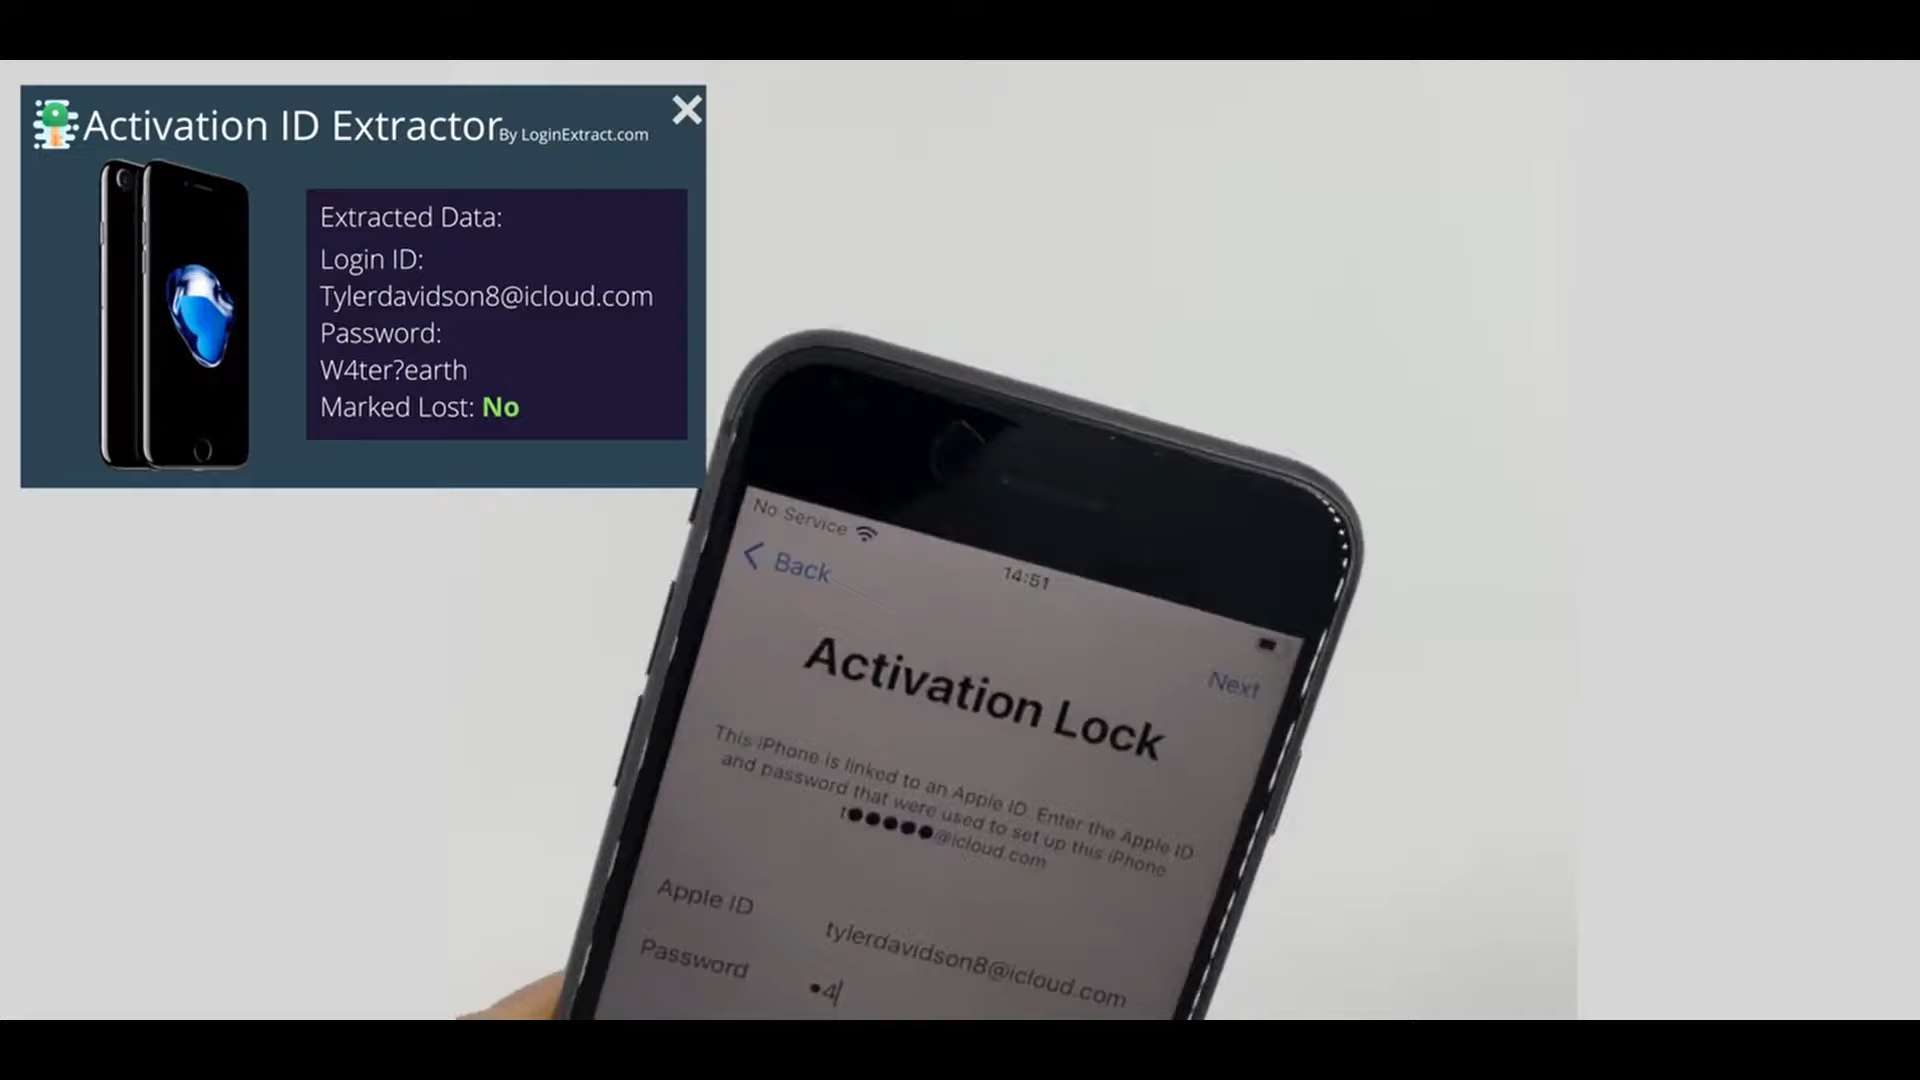 Activation ID Extractor By LoginExtract.com
Extracted Data:
Login ID:
Tylerdavidson8@icloud.com
Password:
W4ter?earth
Marked Lost: No
No Service
14:51
Back
Next
Activation Lock
This iPhone is linked to an Apple ID. Enter the Apple ID
and password that were used to set up this iPhone.
t●●●●●@icloud.com
Apple ID
tylerdavidson8@icloud.com
Password
●4